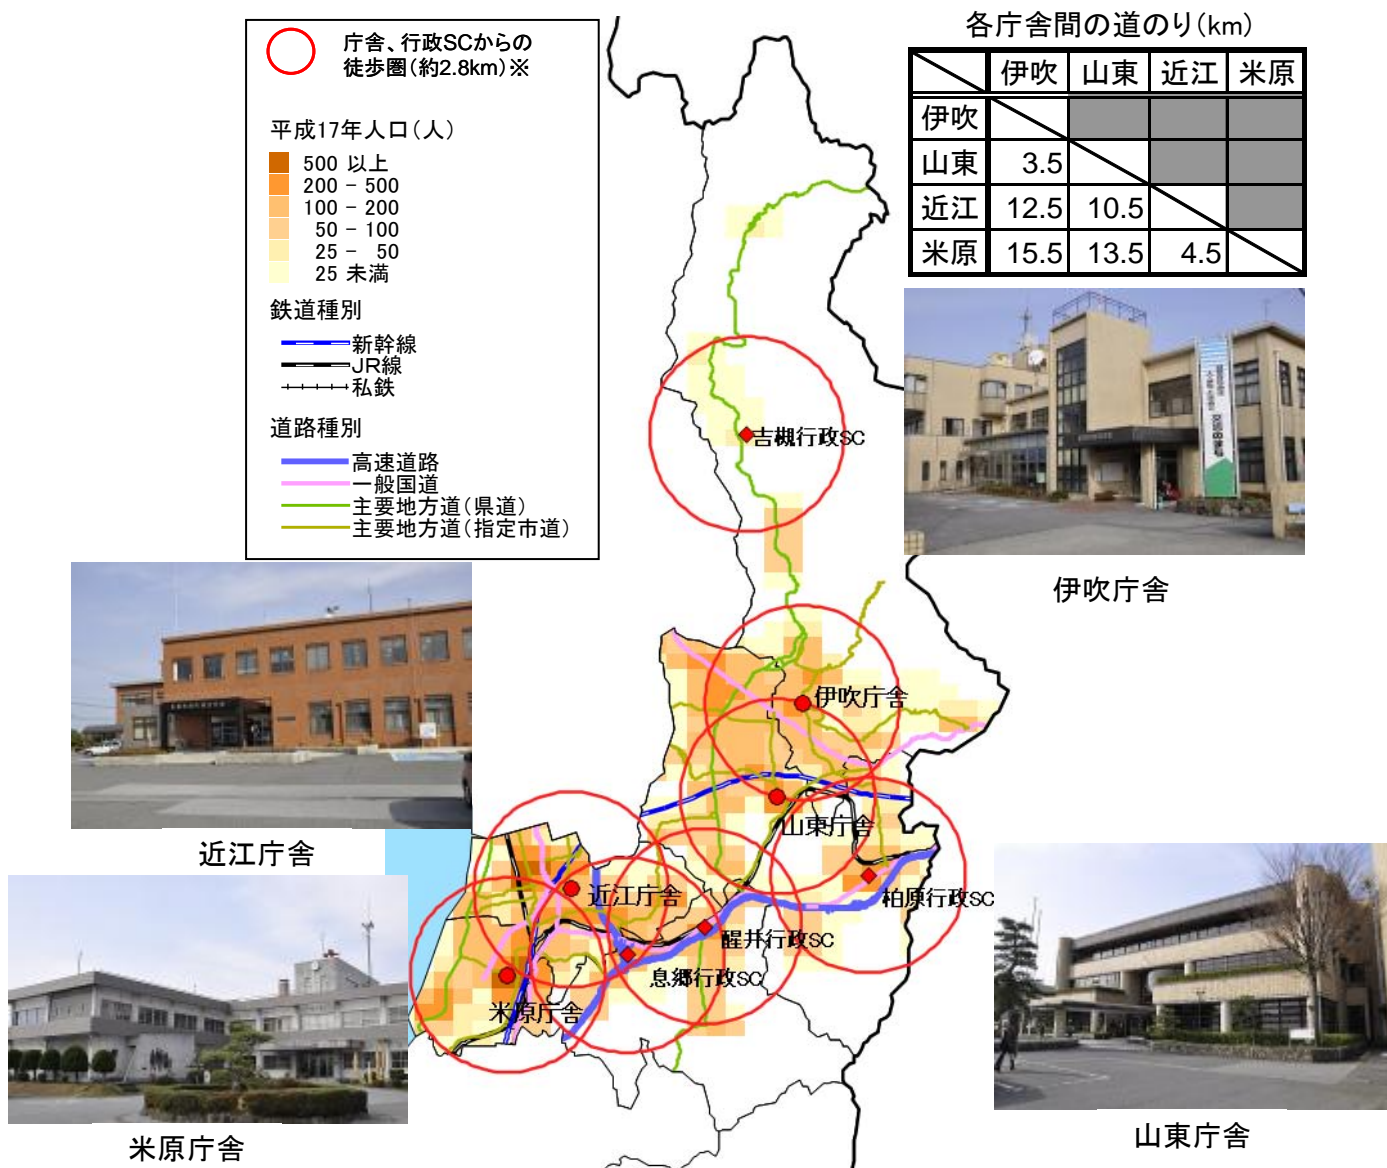 庁舎、行政SCからの
徒歩圏(約2.8km)※
平成17年人口(人)
500 以上
200 - 500
100 - 200
50 - 100
25 - 50
25 未満
鉄道種別
新幹線
JR線
私鉄
道路種別
高速道路
一般国道
主要地方道(県道)
主要地方道(指定市道)
各庁舎間の道のり(km)
伊吹 山東 近江 米原
伊吹
山東 3.5
近江 12.5 10.5
米原 15.5 13.5 4.5
吉槻行政SC
伊吹庁舎
伊吹庁舎
山東庁舎
近江庁舎
近江庁舎
柏原行政SC
醒井行政SC
息郷行政SC
米原庁舎
米原庁舎
山東庁舎